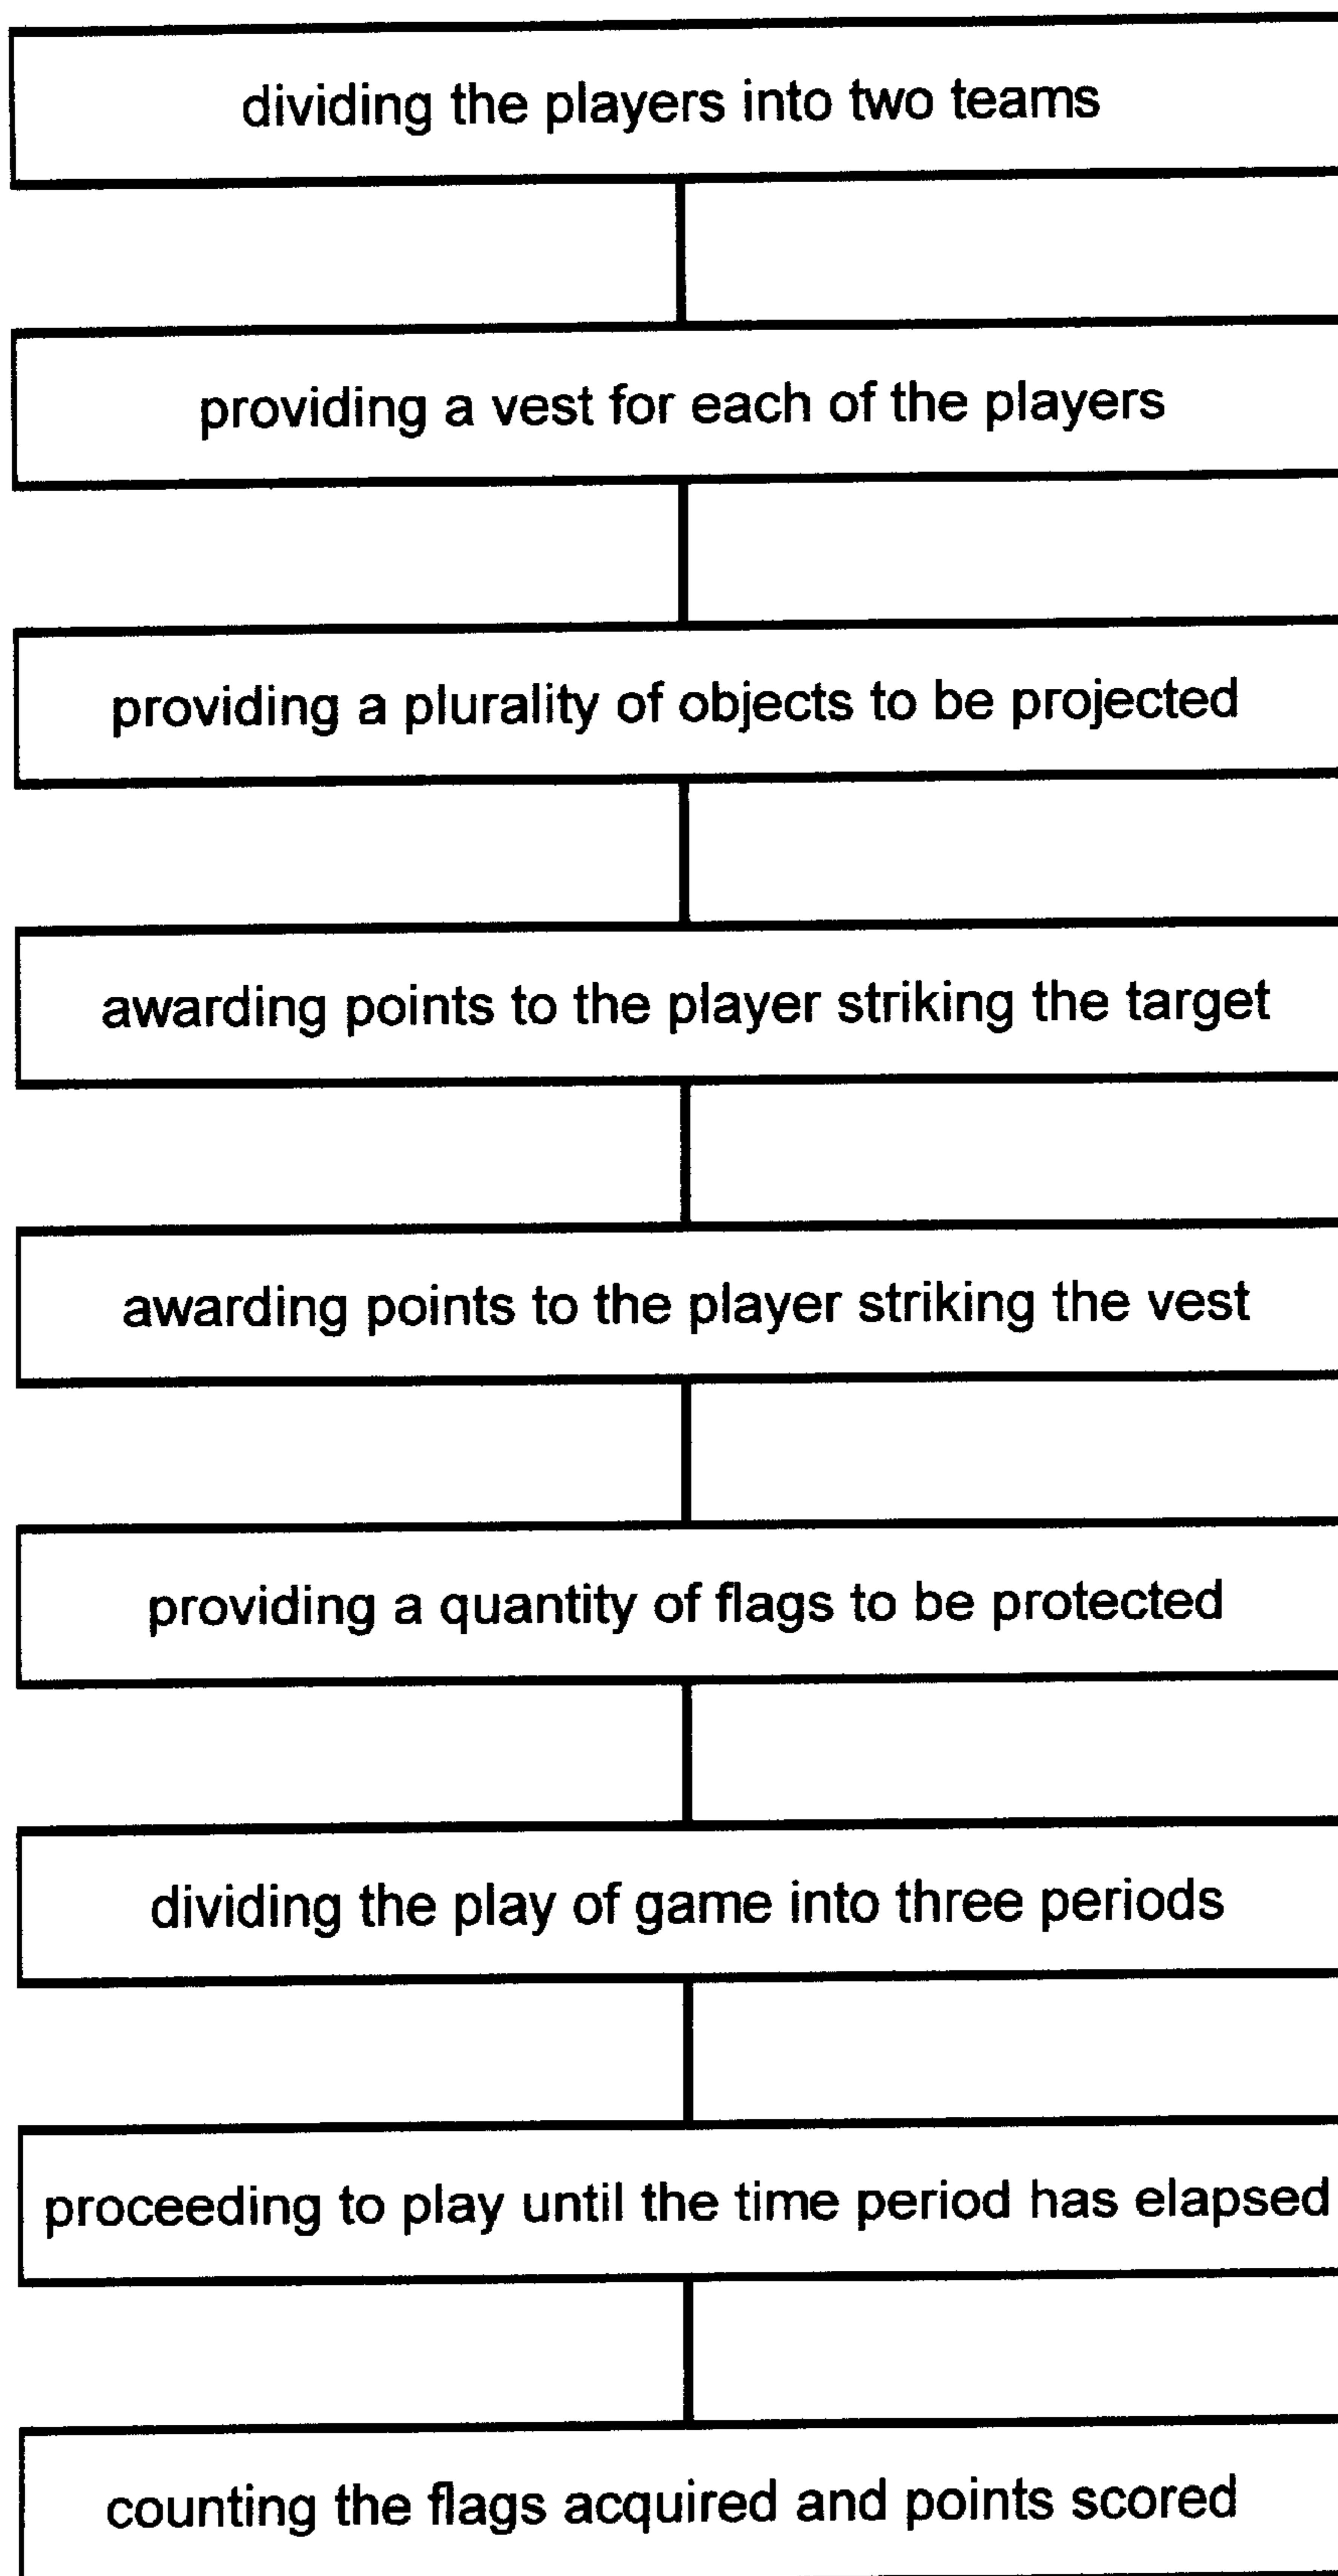 dividing the players into two teams
providing a vest for each of the players
providing a plurality of objects to be projected
awarding points to the player striking the target
awarding points to the player striking the vest
providing a quantity of flags to be protected
dividing the play of game into three periods
proceeding to play until the time period has elapsed
counting the flags acquired and points scored